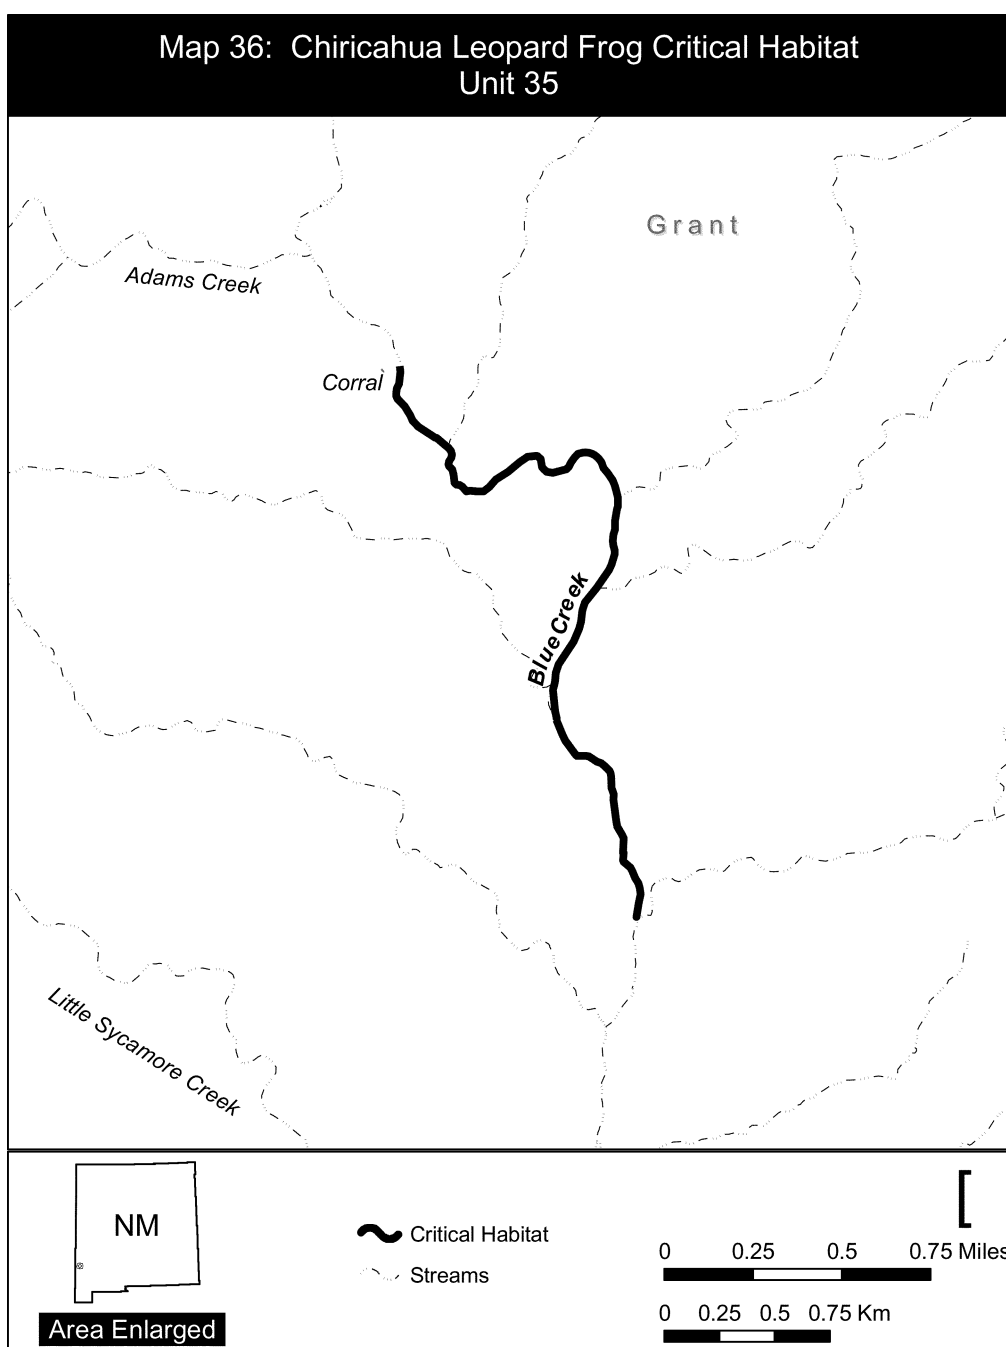 Map 36: Chiricahua Leopard Frog Critical Habitat
Unit 35
Grant
Adams Creek
Corral
Blue Creek
Little Sycamore Creek
NM
Area Enlarged
Critical Habitat
Streams
0 0.25 0.5 0.75 Miles
0 0.25 0.5 0.75 Km